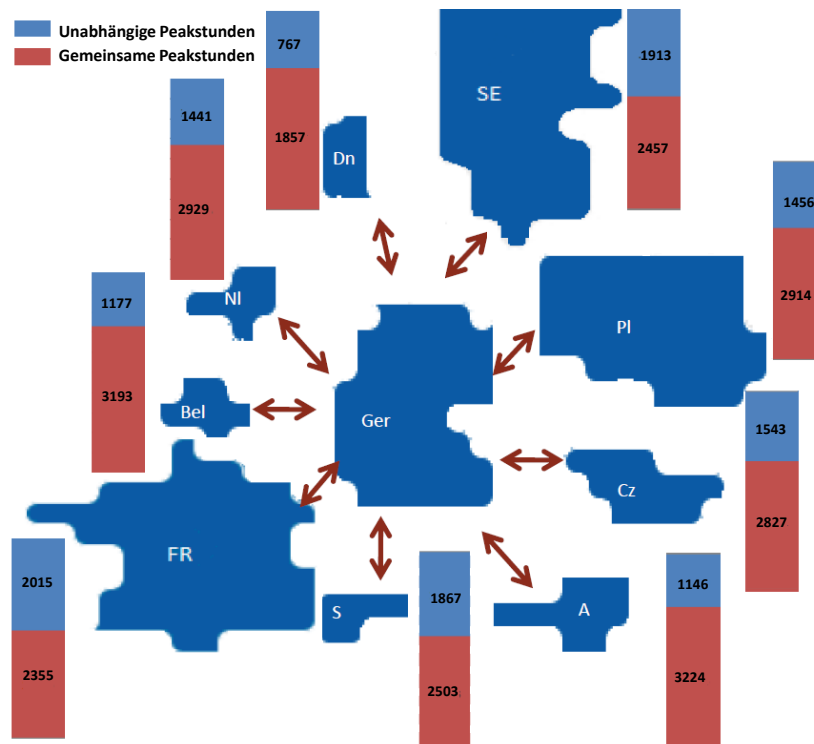 Unabhängige Peakstunden
Gemeinsame Peakstunden
767
1857
1913
2457
SE
1441
2929
Dn
1456
2914
Nl
Pl
1177
3193
Bel
Ger
1543
2827
Cz
FR
2015
2355
S
1867
2503
A
1146
3224